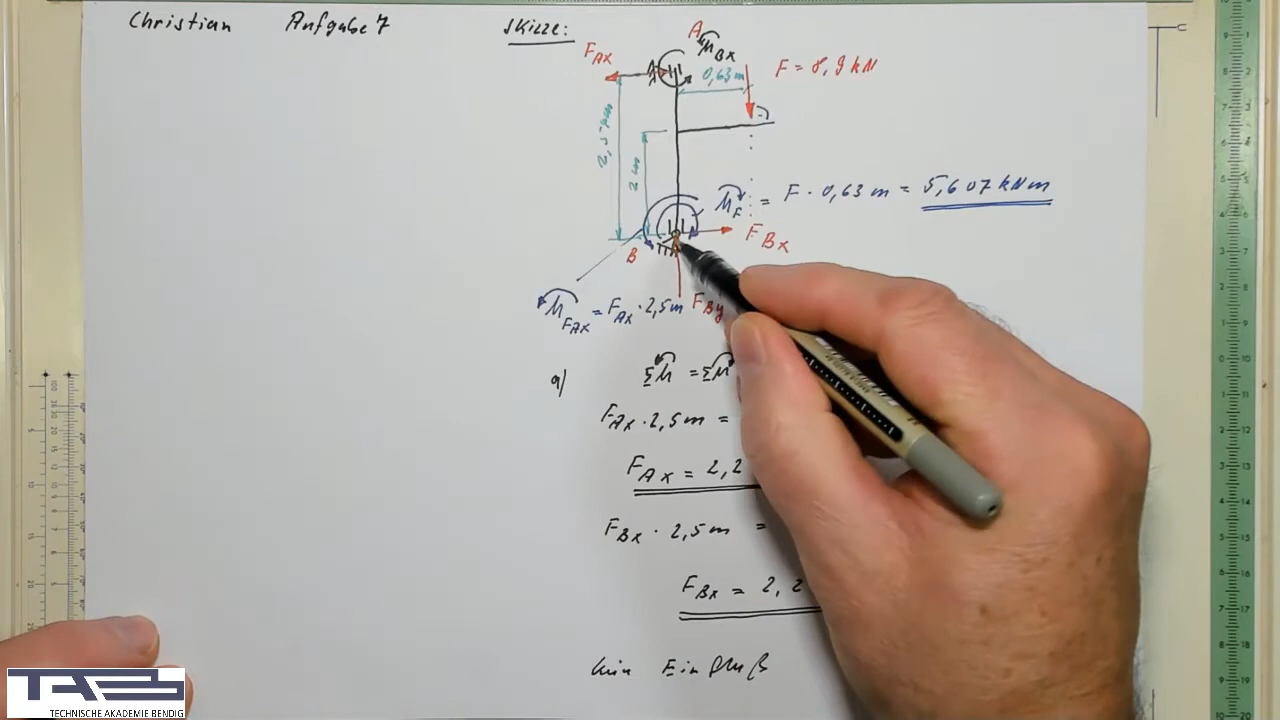 Christian Aufgabe 7 Skizze:
A M_Bx
F_Ax
0,63 m F = 8,9 kN
A
2,5 m
2 m
M_F = F · 0,63 m = 5,607 kNm
F_Bx
B
M_FAx = F_Ax · 2,5 m F_By
a) ΣM = ΣM
F_Ax · 2,5 m =
F_Ax = 2,2
F_Bx · 2,5 m =
F_Bx = 2,2
kein Einfluß
TAB
TECHNISCHE AKADEMIE BENDIG